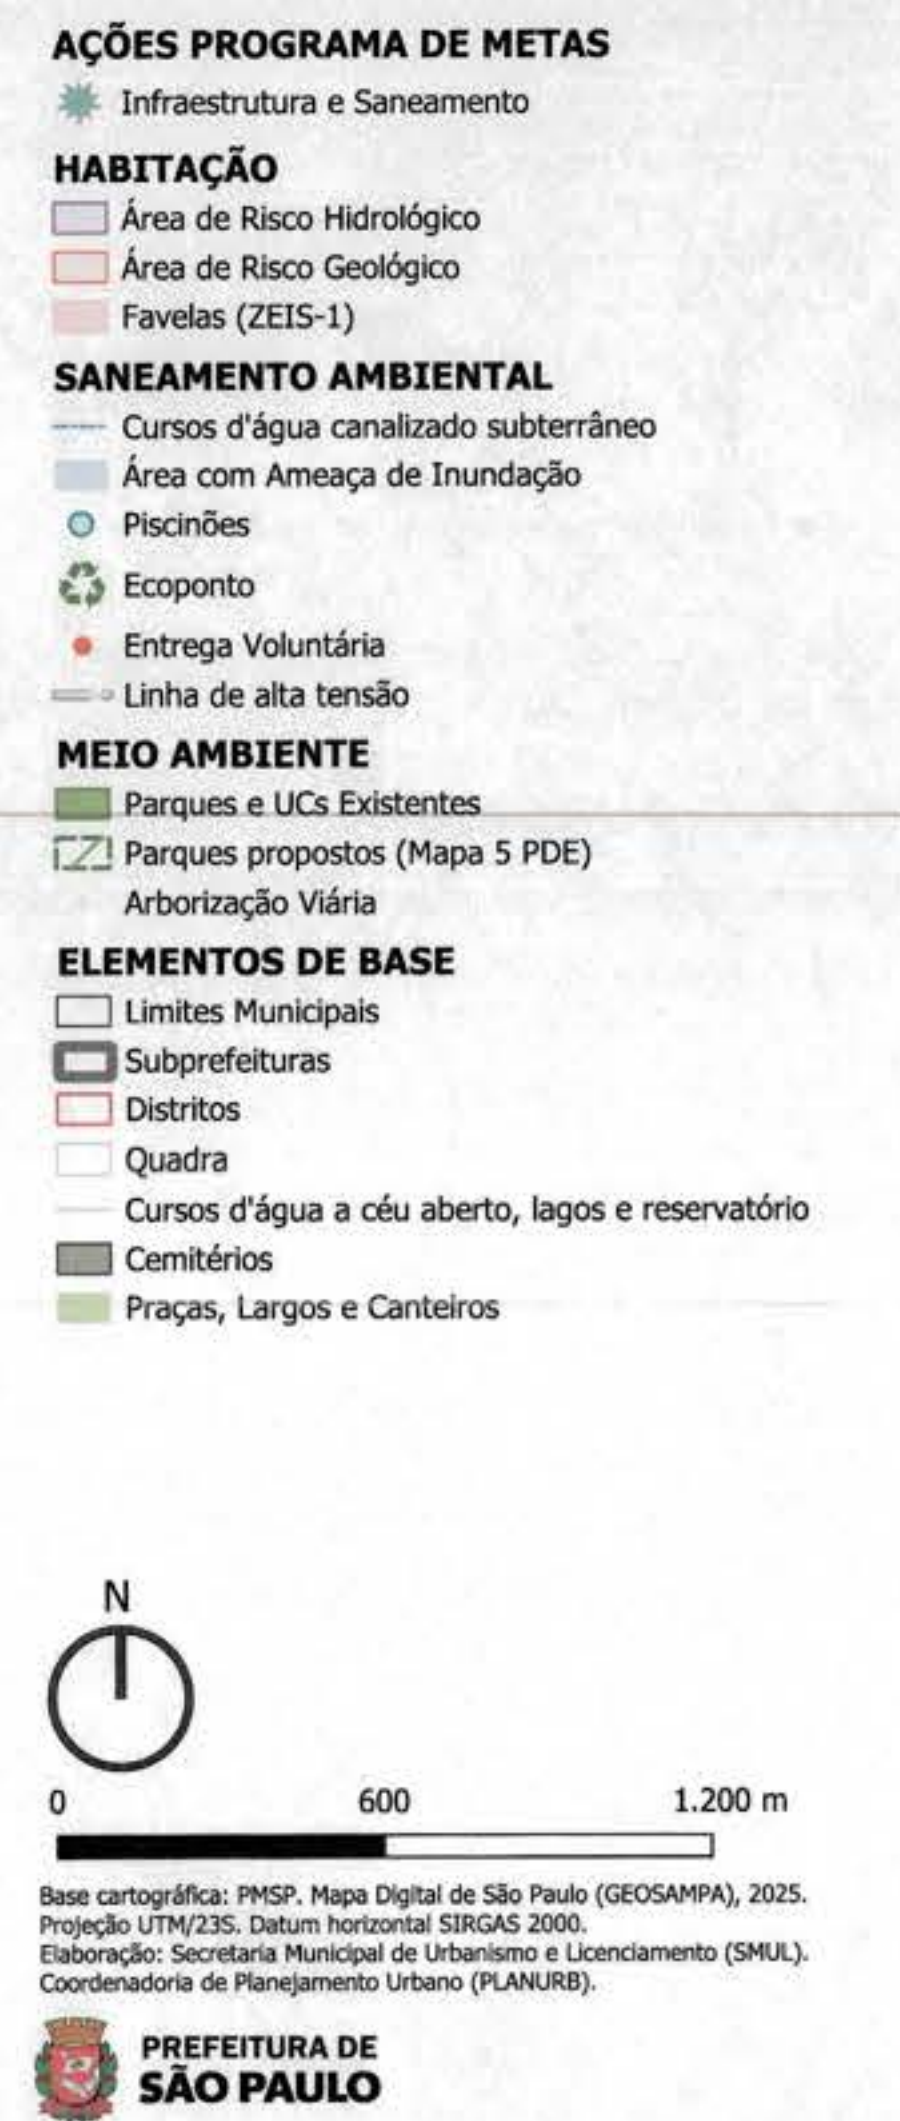 AÇÕES PROGRAMA DE METAS
Infraestrutura e Saneamento
HABITAÇÃO
Área de Risco Hidrológico
Área de Risco Geológico
Favelas (ZEIS-1)
SANEAMENTO AMBIENTAL
Cursos d'água canalizado subterrâneo
Área com Ameaça de Inundação
Piscinões
Ecoponto
Entrega Voluntária
Linha de alta tensão
MEIO AMBIENTE
Parques e UCs Existentes
Parques propostos (Mapa 5 PDE)
Arborização Viária
ELEMENTOS DE BASE
Limites Municipais
Subprefeituras
Distritos
Quadra
Cursos d'água a céu aberto, lagos e reservatório
Cemitérios
Praças, Largos e Canteiros
N
0 600 1.200 m
Base cartográfica: PMSP. Mapa Digital de São Paulo (GEOSAMPA), 2025.
Projeção UTM/23S. Datum horizontal SIRGAS 2000.
Elaboração: Secretaria Municipal de Urbanismo e Licenciamento (SMUL).
Coordenadoria de Planejamento Urbano (PLANURB).
PREFEITURA DE
SÃO PAULO